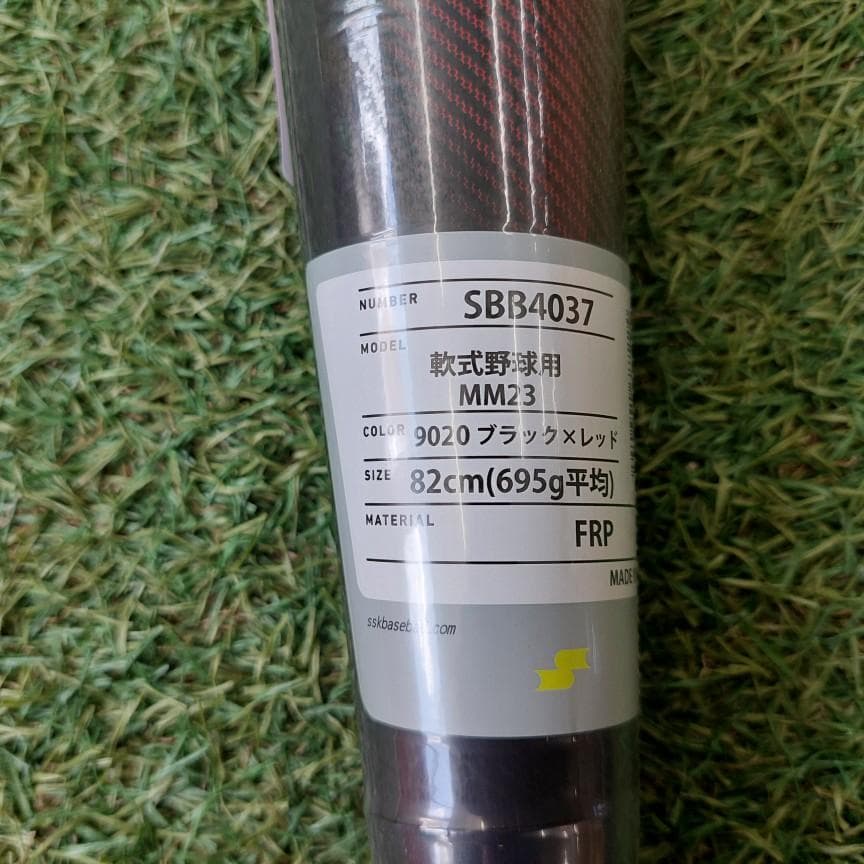 NUMBER SBB4037
MODEL
軟式野球用
MM23
COLOR 9020 ブラック×レッド
SIZE 82cm(695g平均)
MATERIAL FRP
MADE
sskbaseball.com